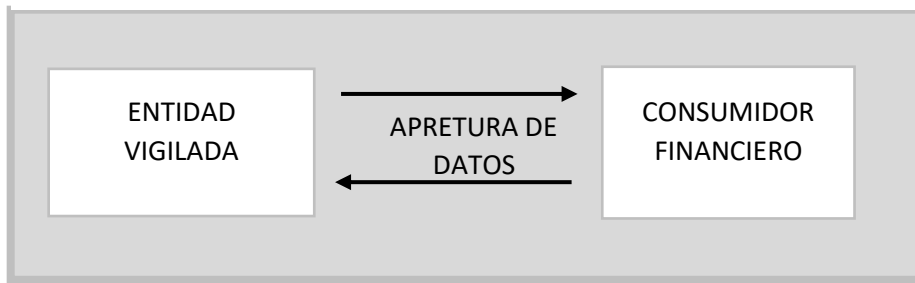 ENTIDAD
VIGILADA
APRETURA DE
DATOS
CONSUMIDOR
FINANCIERO